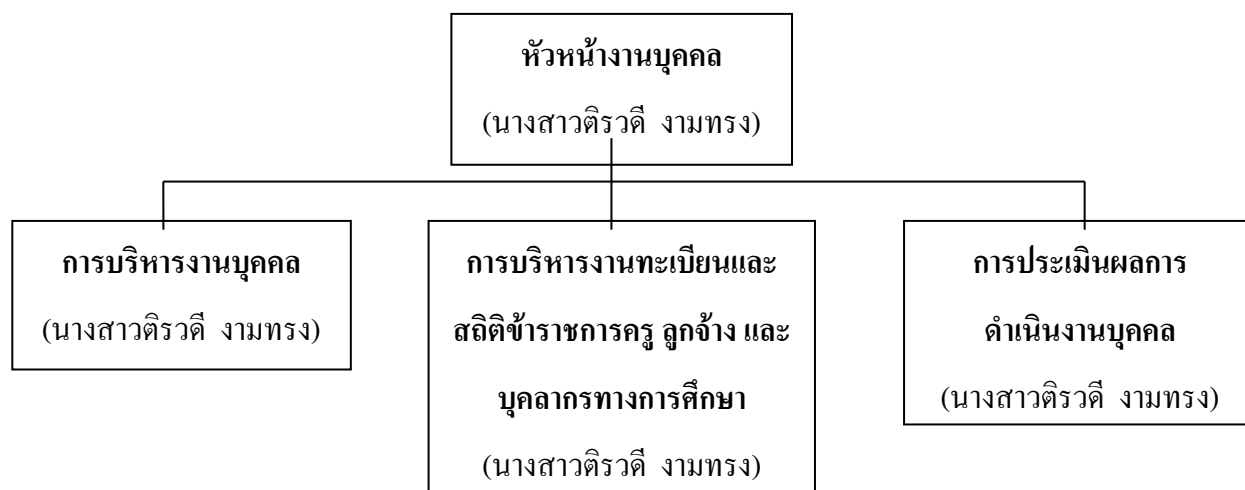 หัวหน้างานบุคคล
(นางสาวติรวดี งามทรง)
การบริหารงานบุคคล
(นางสาวติรวดี งามทรง)
การบริหารงานทะเบียนและ
สถิติข้าราชการครู ลูกจ้าง และ
บุคลากรทางการศึกษา
(นางสาวติรวดี งามทรง)
การประเมินผลการ
ดำเนินงานบุคคล
(นางสาวติรวดี งามทรง)